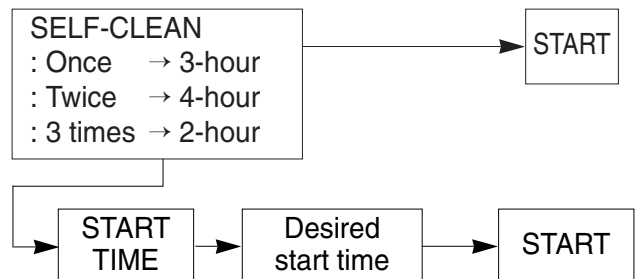 SELF-CLEAN
: Once → 3-hour
: Twice → 4-hour
: 3 times → 2-hour
START
START
TIME
Desired
start time
START